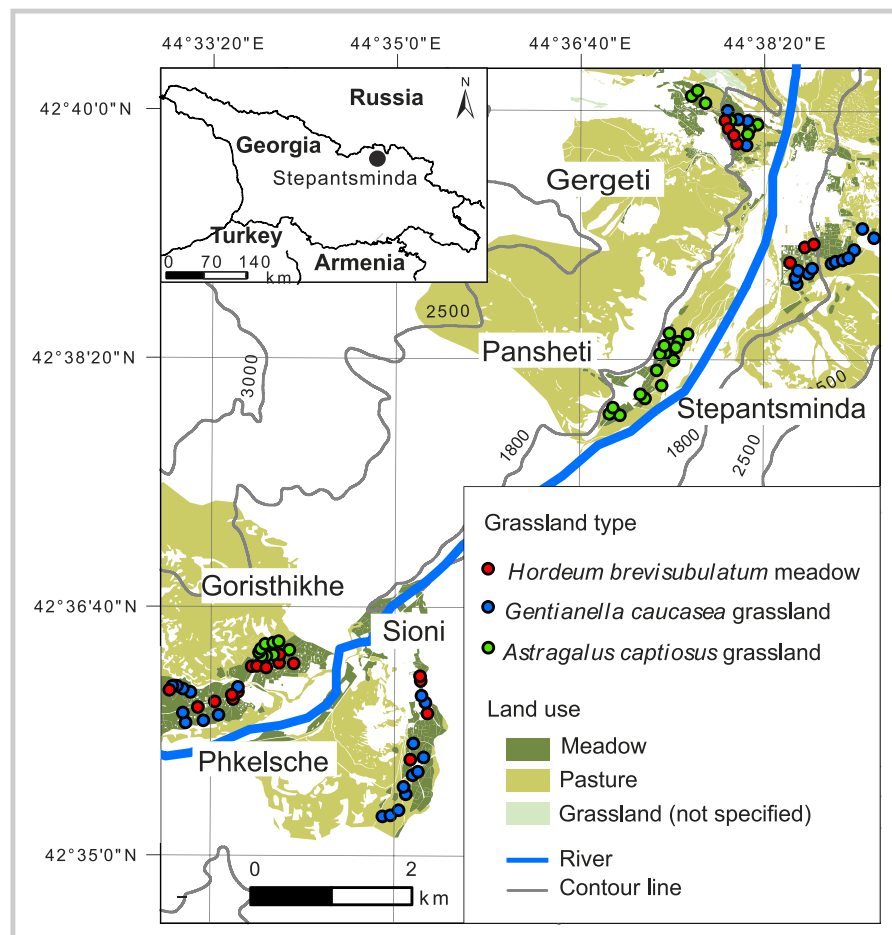 44°33'20"E 44°35'0"E 44°36'40"E 44°38'20"E
42°40'0"N
42°38'20"N
42°36'40"N
42°35'0"N
Russia
N
Georgia
Stepantsminda
Turkey
Armenia
0 70 140
km
Gergeti
2500
3000
Pansheti
Stepantsminda
1800
1800
2500
Goristhikhe
Sioni
Phkelsche
0 2
km
Grassland type
Hordeum brevisubulatum meadow
Gentianella caucasea grassland
Astragalus captiosus grassland
Land use
Meadow
Pasture
Grassland (not specified)
River
Contour line